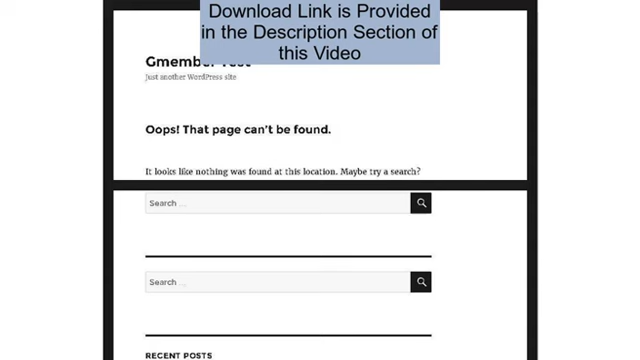 Download Link is Provided
in the Description Section of
this Video
Just another WordPress site
Oops! That page can't be found.
It looks like nothing was found at this location. Maybe try a search?
Search …
Search …
RECENT POSTS